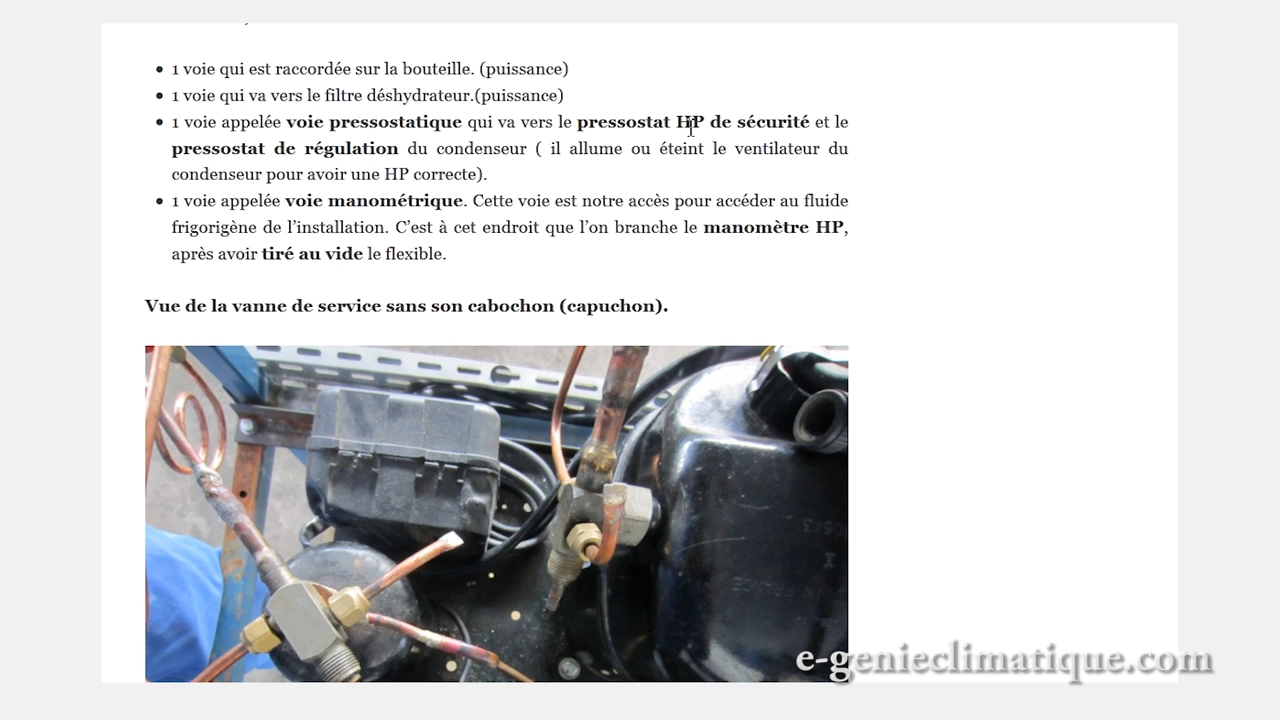 1 voie qui est raccordée sur la bouteille. (puissance)
1 voie qui va vers le filtre déshydrateur.(puissance)
1 voie appelée voie pressostatique qui va vers le pressostat HP de sécurité et le
pressostat de régulation du condenseur ( il allume ou éteint le ventilateur du
condenseur pour avoir une HP correcte).
1 voie appelée voie manométrique. Cette voie est notre accès pour accéder au fluide
frigorigène de l’installation. C’est à cet endroit que l’on branche le manomètre HP,
après avoir tiré au vide le flexible.
Vue de la vanne de service sans son cabochon (capuchon).
e-genieclimatique.com